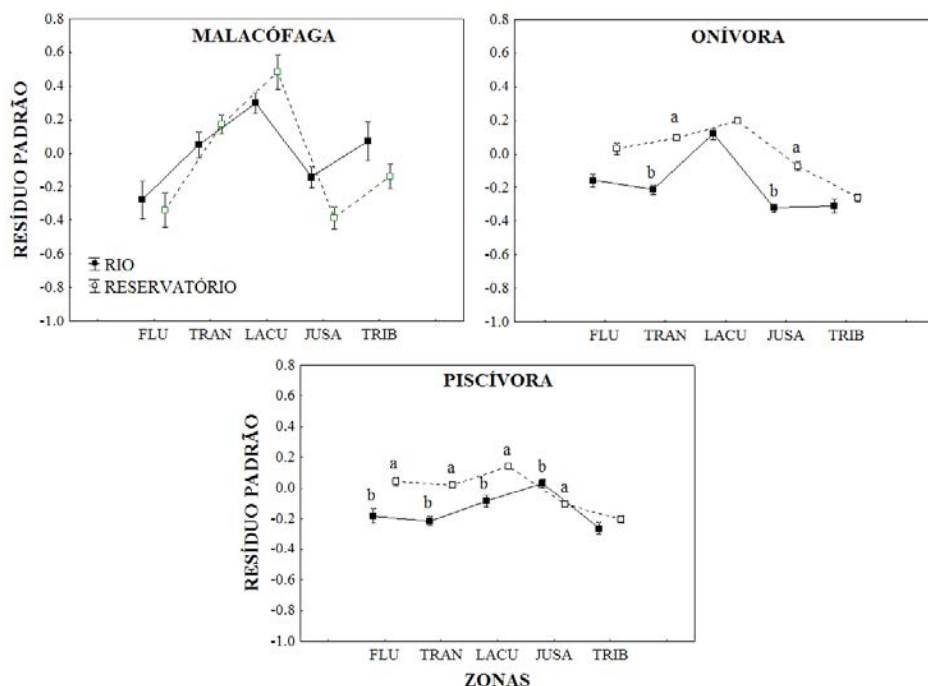 MALACÓFAGA
RESÍDUO PADRÃO
0.8
0.6
0.4
0.2
0.0
-0.2
-0.4
-0.6
-0.8
-1.0
RIO
RESERVATÓRIO
FLU TRAN LACU JUSA TRIB
ONÍVORA
0.8
0.6
0.4
0.2
0.0
-0.2
-0.4
-0.6
-0.8
-1.0
a
a
b
b
FLU TRAN LACU JUSA TRIB
PISCÍVORA
RESÍDUO PADRÃO
0.8
0.6
0.4
0.2
0.0
-0.2
-0.4
-0.6
-0.8
-1.0
a a a b
b b b a
FLU TRAN LACU JUSA TRIB
ZONAS